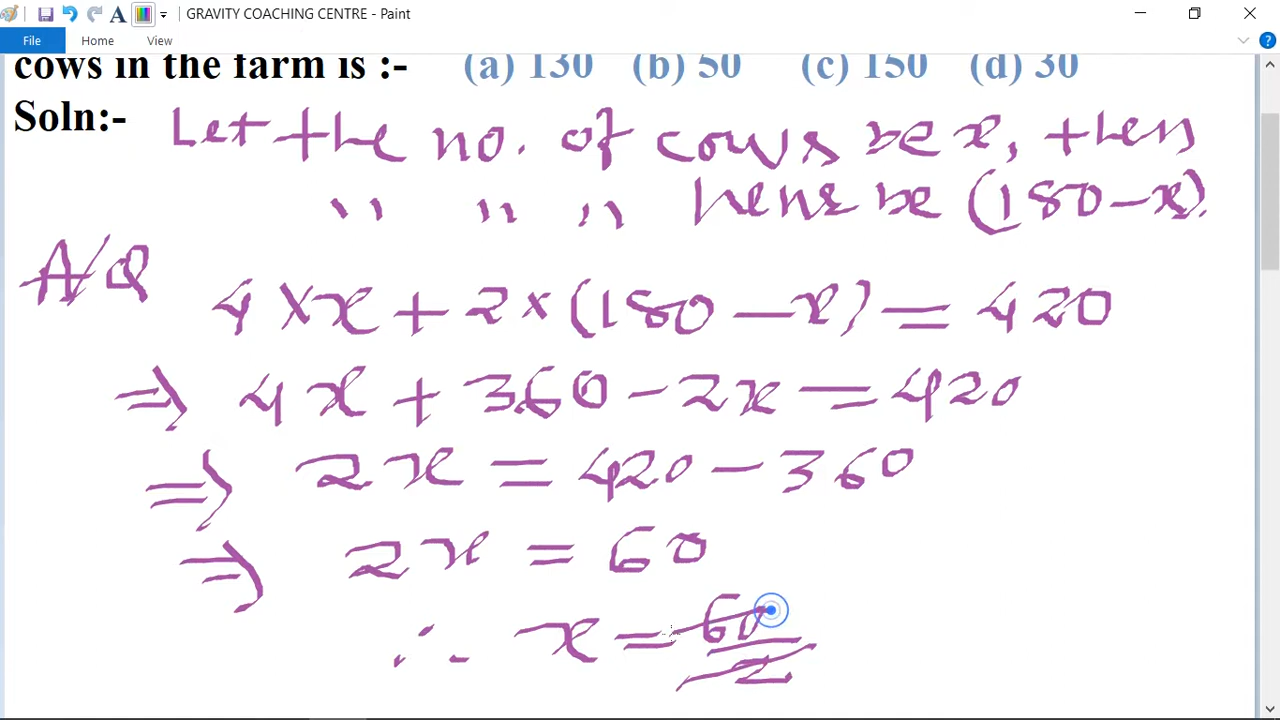 GRAVITY COACHING CENTRE - Paint
File Home View
cows in the farm is :- (a) 130 (b) 50 (c) 150 (d) 30
Soln:- Let the no. of cows be x, then
" " " hens be (180-x).
A/Q
4 × x + 2 × (180 - x) = 420
⇒ 4x + 360 - 2x = 420
⇒ 2x = 420 - 360
⇒ 2x = 60
∴ x = 60/2